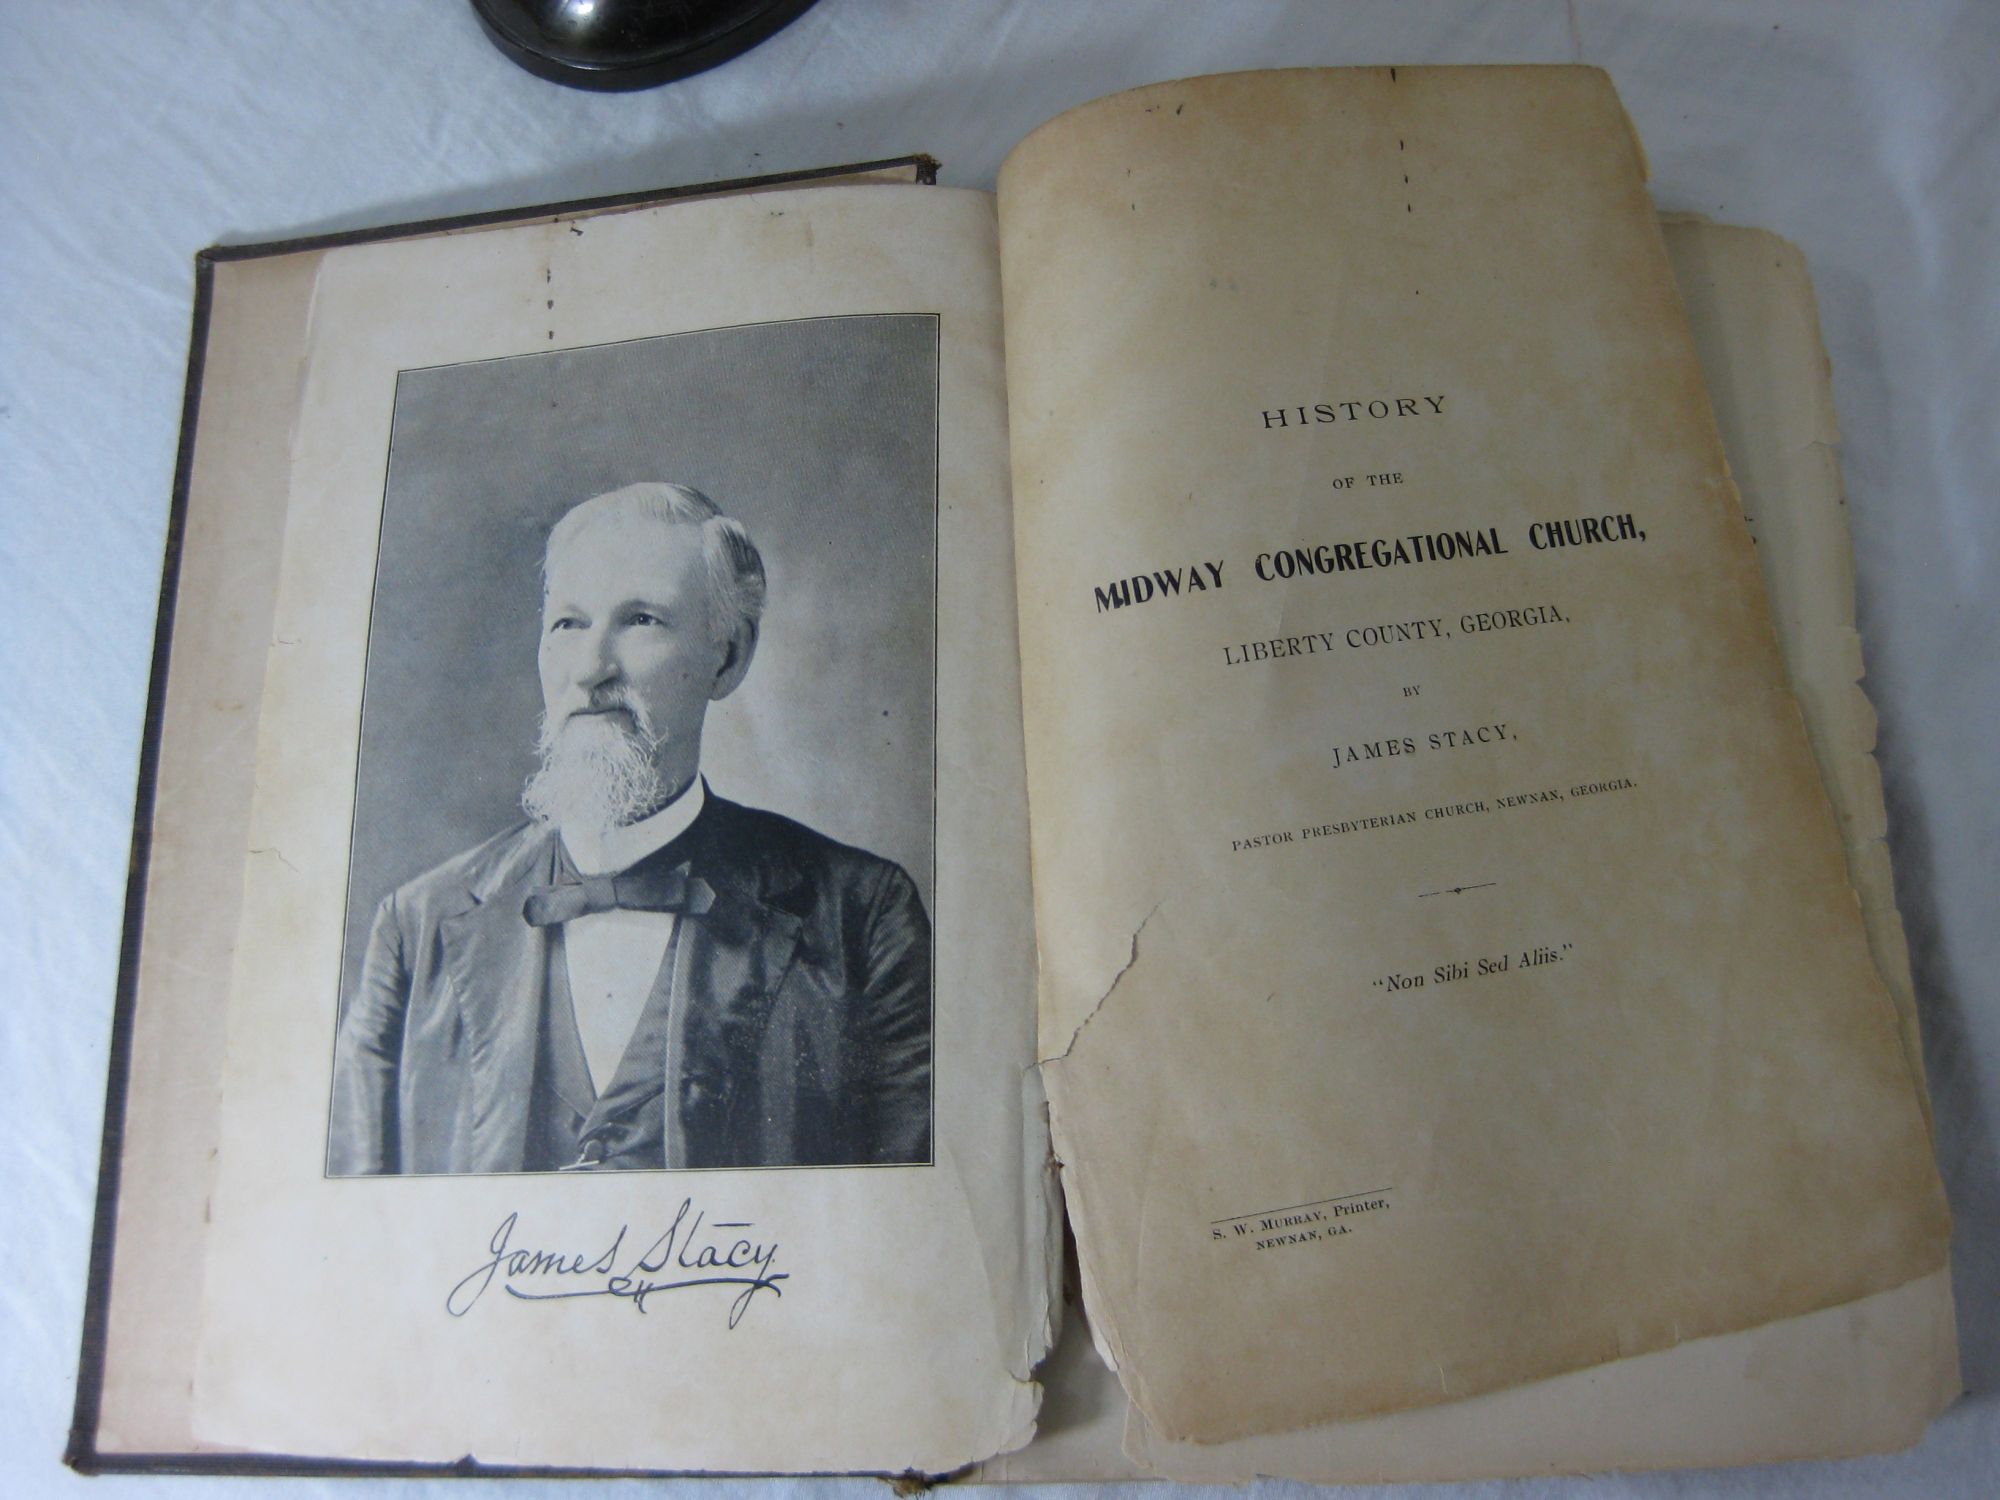 James Stacy.
HISTORY
OF THE
MIDWAY CONGREGATIONAL CHURCH,
LIBERTY COUNTY, GEORGIA,
BY
JAMES STACY,
PASTOR PRESBYTERIAN CHURCH, NEWNAN, GEORGIA.
"Non Sibi Sed Aliis."
S. W. MURRAY, Printer,
NEWNAN, GA.